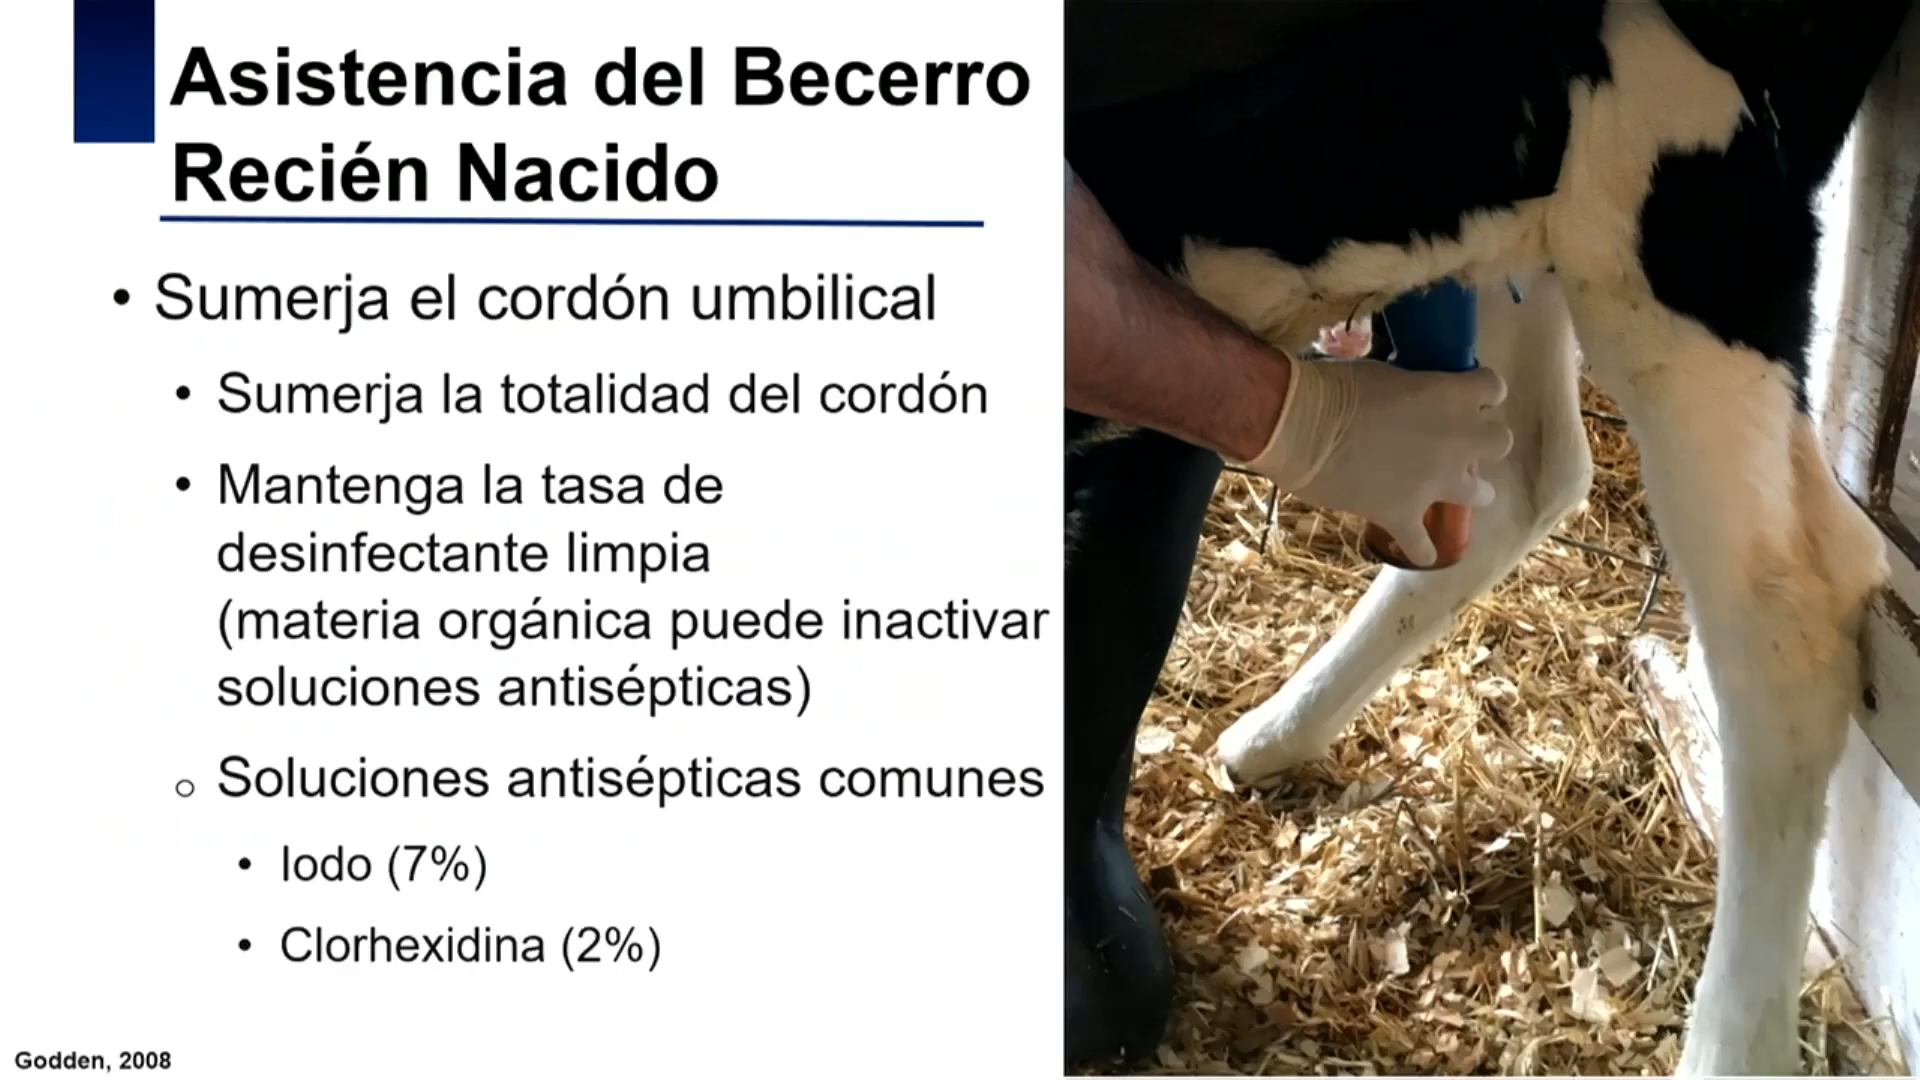 Asistencia del Becerro
Recién Nacido
• Sumerja el cordón umbilical
• Sumerja la totalidad del cordón
• Mantenga la tasa de
desinfectante limpia
(materia orgánica puede inactivar
soluciones antisépticas)
o Soluciones antisépticas comunes
• Iodo (7%)
• Clorhexidina (2%)
Godden, 2008